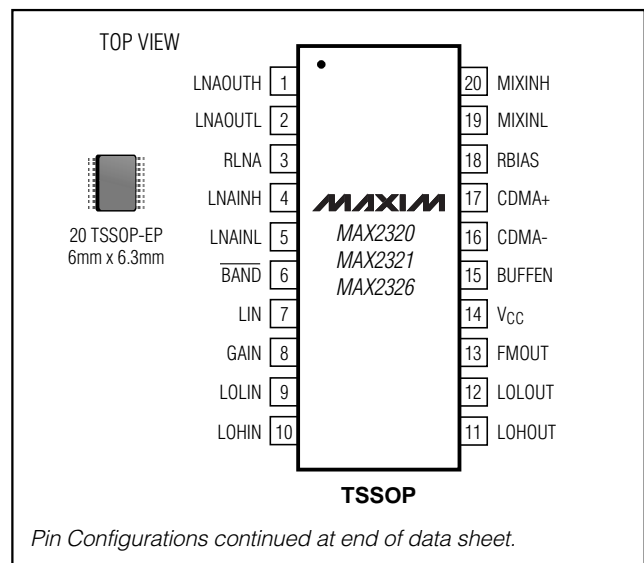 TOP VIEW
LNAOUTH 1
LNAOUTL 2
RLNA 3
LNAINH 4
LNAINL 5
BAND 6
LIN 7
GAIN 8
LOLIN 9
LOHIN 10
20 TSSOP-EP
6mm x 6.3mm
MAXIM
MAX2320
MAX2321
MAX2326
20 MIXINH
19 MIXINL
18 RBIAS
17 CDMA+
16 CDMA-
15 BUFFEN
14 VCC
13 FMOUT
12 LOLOUT
11 LOHOUT
TSSOP
Pin Configurations continued at end of data sheet.